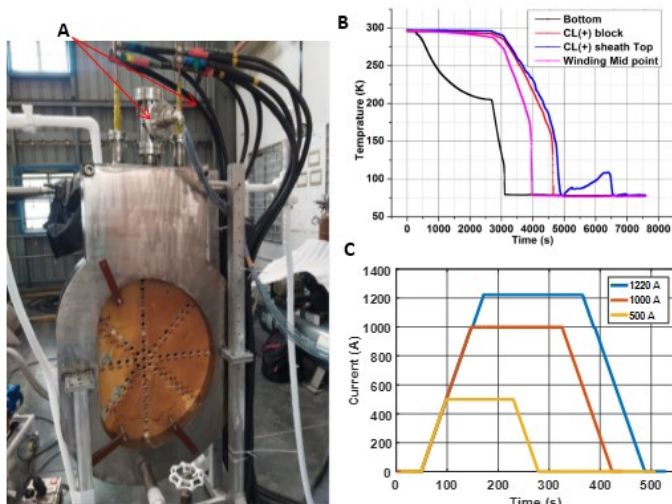 A
B
Bottom
CL(+) block
CL(+) sheath Top
Winding Mid point
Temprature (K)
300
250
200
150
100
50
0 1000 2000 3000 4000 5000 6000 7000 8000
Time (s)
C
1220 A
1000 A
500 A
Current (A)
1400
1200
1000
800
600
400
200
0
0 100 200 300 400 500
Time (s)